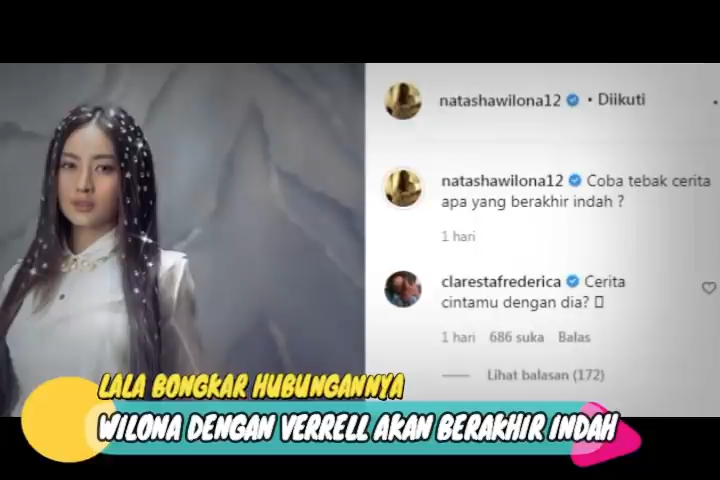 natashawilona12 • Diikuti
natashawilona12 Coba tebak cerita
apa yang berakhir indah ?
1 hari
clarestafrederica Cerita
cintamu dengan dia?
1 hari 686 suka Balas
Lihat balasan (172)
LALA BONGKAR HUBUNGANNYA
WILONA DENGAN VERRELL AKAN BERAKHIR INDAH